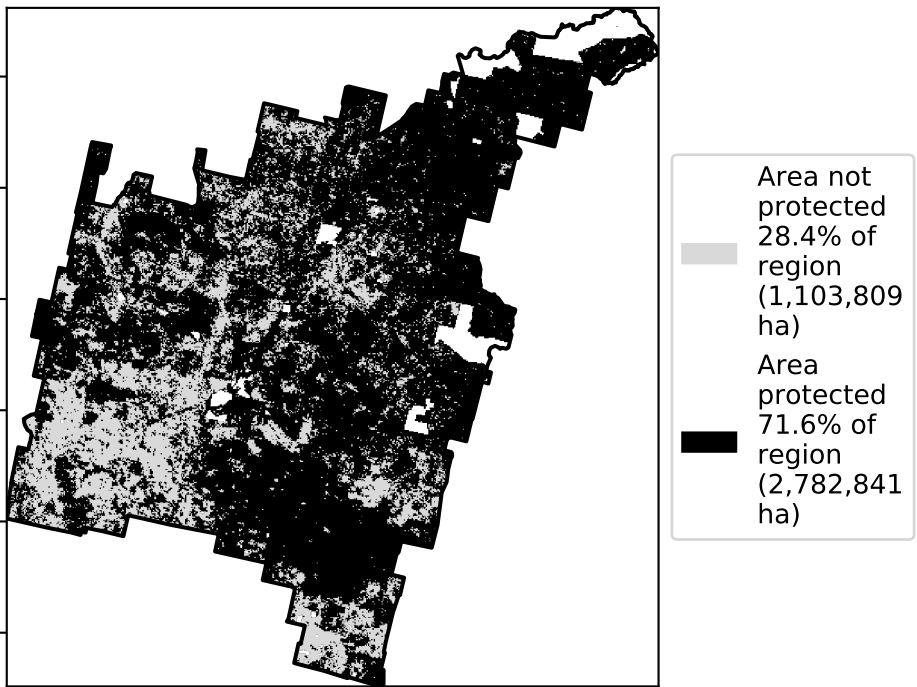 Area not
protected
28.4% of
region
(1,103,809
ha)
Area
protected
71.6% of
region
(2,782,841
ha)